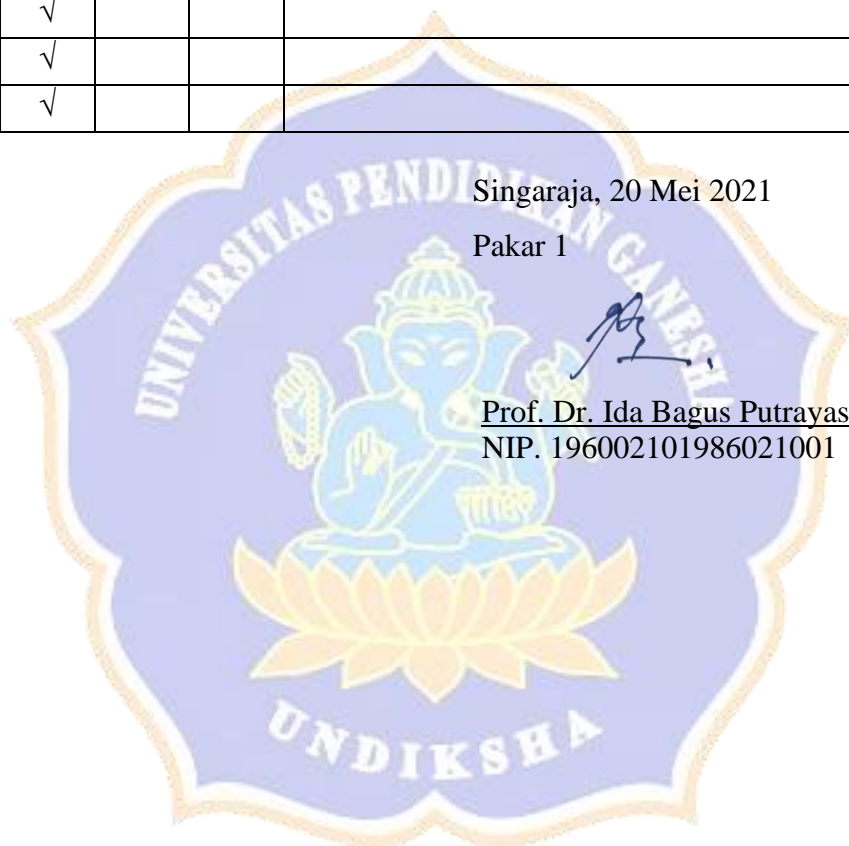 √
√
√
Singaraja, 20 Mei 2021
Pakar 1
Prof. Dr. Ida Bagus Putrayas
NIP. 196002101986021001
UNIVERSITAS PENDIDIKAN GANESHA
UNDIKSHA